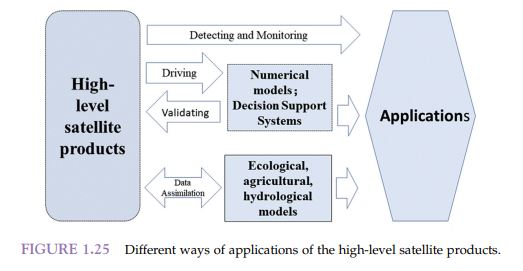 Detecting and Monitoring
High-
level
satellite
products
Driving
Validating
Numerical
models ;
Decision Support
Systems
Data
Assimilation
Ecological,
agricultural,
hydrological
models
Applications
FIGURE 1.25 Different ways of applications of the high-level satellite products.